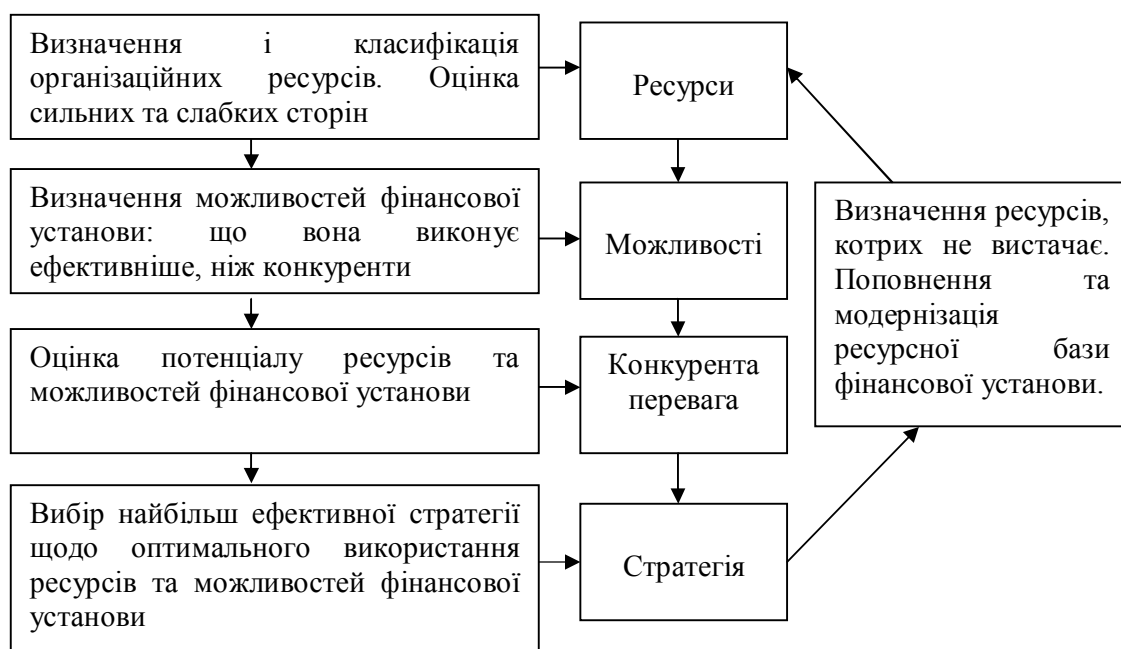 Визначення і класифікація
організаційних ресурсів. Оцінка
сильних та слабких сторін
Ресурси
Визначення можливостей фінансової
установи: що вона виконує
ефективніше, ніж конкуренти
Можливості
Визначення ресурсів,
котрих не вистачає.
Поповнення та
модернізація
ресурсної бази
фінансової установи.
Оцінка потенціалу ресурсів та
можливостей фінансової установи
Конкурента
перевага
Вибір найбільш ефективної стратегії
щодо оптимального використання
ресурсів та можливостей фінансової
установи
Стратегія